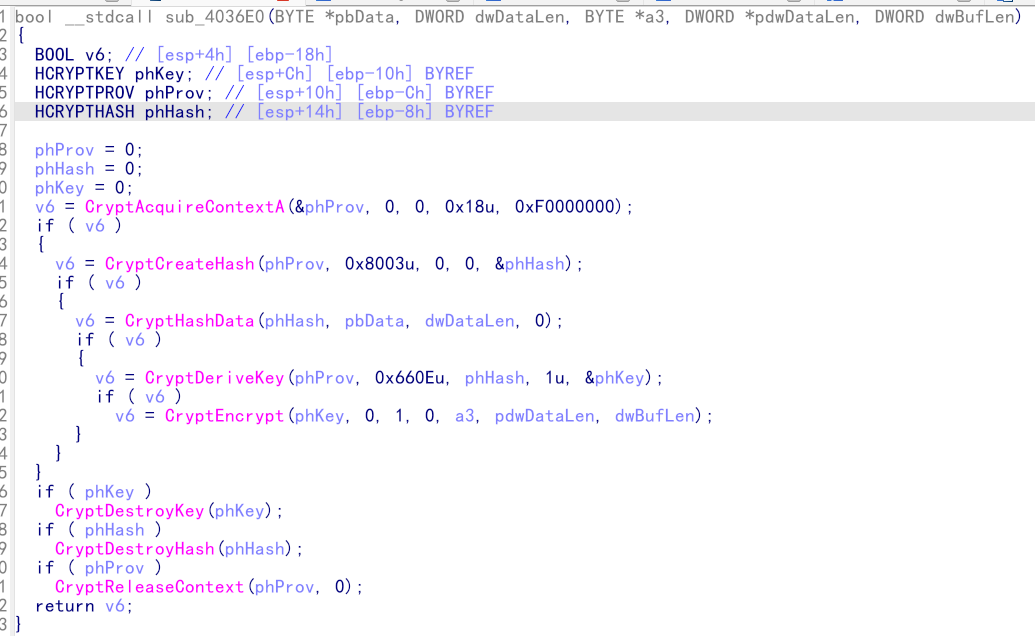 1 bool __stdcall sub_4036E0(BYTE *pbData, DWORD dwDataLen, BYTE *a3, DWORD *pdwDataLen, DWORD dwBufLen)
2 {
3   BOOL v6; // [esp+4h] [ebp-18h]
4   HCRYPTKEY phKey; // [esp+Ch] [ebp-10h] BYREF
5   HCRYPTPROV phProv; // [esp+10h] [ebp-Ch] BYREF
6   HCRYPTHASH phHash; // [esp+14h] [ebp-8h] BYREF
7
8   phProv = 0;
9   phHash = 0;
0   phKey = 0;
1   v6 = CryptAcquireContextA(&phProv, 0, 0, 0x18u, 0xF0000000);
2   if ( v6 )
3   {
4     v6 = CryptCreateHash(phProv, 0x8003u, 0, 0, &phHash);
5     if ( v6 )
6     {
7       v6 = CryptHashData(phHash, pbData, dwDataLen, 0);
8       if ( v6 )
9       {
0         v6 = CryptDeriveKey(phProv, 0x660Eu, phHash, 1u, &phKey);
1         if ( v6 )
2           v6 = CryptEncrypt(phKey, 0, 1, 0, a3, pdwDataLen, dwBufLen);
3       }
4     }
5   }
6   if ( phKey )
7     CryptDestroyKey(phKey);
8   if ( phHash )
9     CryptDestroyHash(phHash);
0   if ( phProv )
1     CryptReleaseContext(phProv, 0);
2   return v6;
3 }